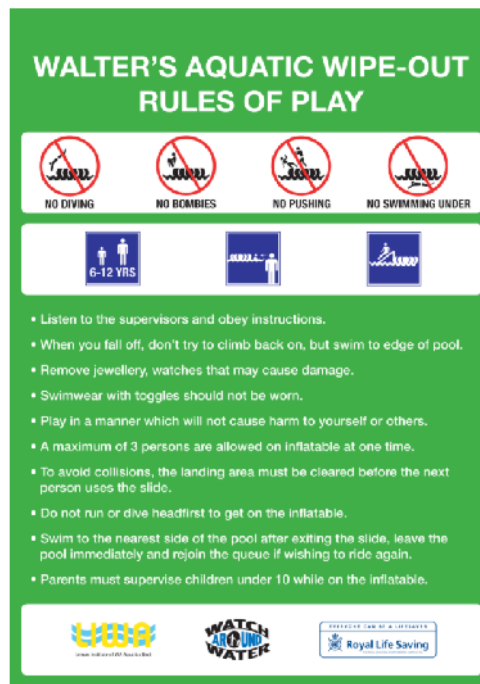 WALTER'S AQUATIC WIPE-OUT
RULES OF PLAY
NO DIVING
NO BOMBIES
NO PUSHING
NO SWIMMING UNDER
6-12 YRS
• Listen to the supervisors and obey instructions.
• When you fall off, don't try to climb back on, but swim to edge of pool.
• Remove jewellery, watches that may cause damage.
• Swimwear with toggles should not be worn.
• Play in a manner which will not cause harm to yourself or others.
• A maximum of 3 persons are allowed on inflatable at one time.
• To avoid collisions, the landing area must be cleared before the next
person uses the slide.
• Do not run or dive headfirst to get on the inflatable.
• Swim to the nearest side of the pool after exiting the slide, leave the
pool immediately and rejoin the queue if wishing to ride again.
• Parents must supervise children under 10 while on the inflatable.
LIWA
WATCH
AROUND
WATER
EVERYONE CAN BE A LIFESAVER
Royal Life Saving